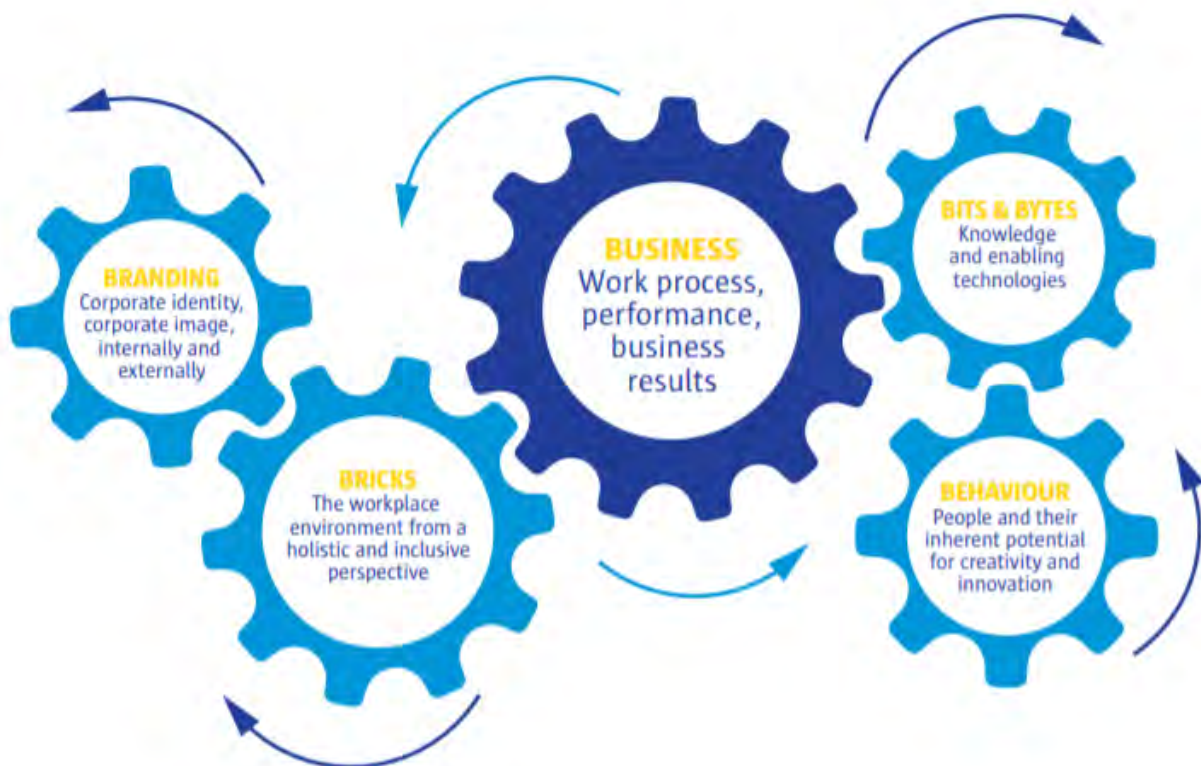 BRANDING
Corporate identity,
corporate image,
internally and
externally
BRICKS
The workplace
environment from a
holistic and inclusive
perspective
BUSINESS
Work process,
performance,
business
results
BITS & BYTES
Knowledge
and enabling
technologies
BEHAVIOUR
People and their
inherent potential
for creativity and
innovation